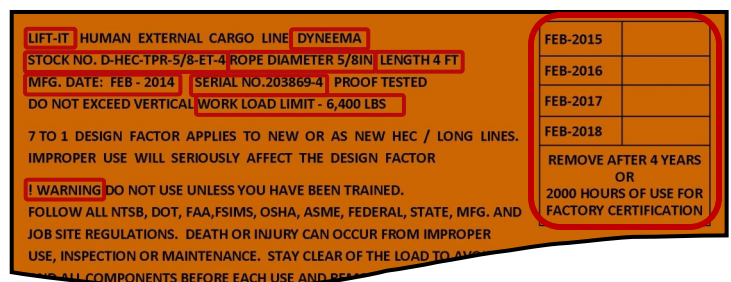 LIFT-IT HUMAN EXTERNAL CARGO LINE DYNEEMA
STOCK NO. D-HEC-TPR-5/8-ET-4 ROPE DIAMETER 5/8IN LENGTH 4 FT
MFG. DATE: FEB - 2014 SERIAL NO.203869-4 PROOF TESTED
DO NOT EXCEED VERTICAL WORK LOAD LIMIT - 6,400 LBS
7 TO 1 DESIGN FACTOR APPLIES TO NEW OR AS NEW HEC / LONG LINES.
IMPROPER USE WILL SERIOUSLY AFFECT THE DESIGN FACTOR
! WARNING DO NOT USE UNLESS YOU HAVE BEEN TRAINED.
FOLLOW ALL NTSB, DOT, FAA,FSIMS, OSHA, ASME, FEDERAL, STATE, MFG. AND
JOB SITE REGULATIONS. DEATH OR INJURY CAN OCCUR FROM IMPROPER
USE, INSPECTION OR MAINTENANCE. STAY CLEAR OF THE LOAD TO
ALL COMPONENTS BEFORE EACH USE AND
FEB-2015
FEB-2016
FEB-2017
FEB-2018
REMOVE AFTER 4 YEARS
OR
2000 HOURS OF USE FOR
FACTORY CERTIFICATION